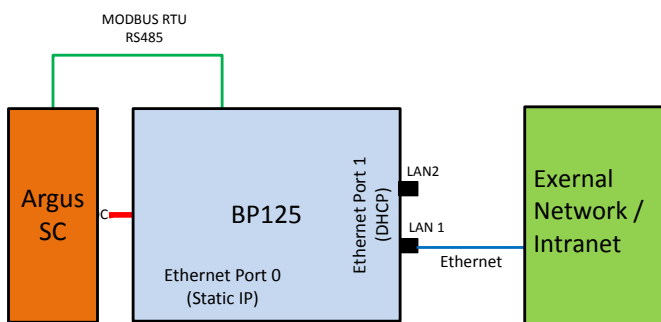 MODBUS RTU
RS485
Argus
SC
C
BP125
Ethernet Port 0
(Static IP)
Ethernet Port 1
(DHCP)
LAN2
LAN 1
Ethernet
Exernal
Network /
Intranet